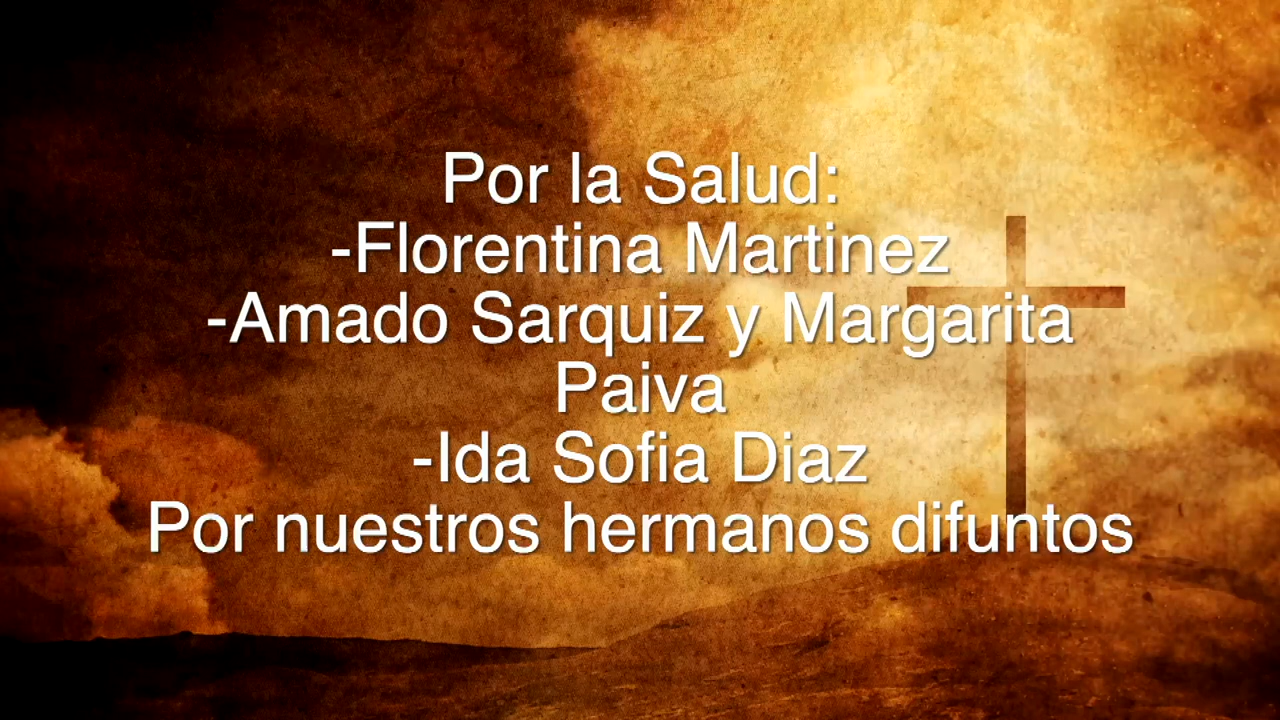 Por la Salud:
-Florentina Martinez
-Amado Sarquiz y Margarita
Paiva
-Ida Sofia Diaz
Por nuestros hermanos difuntos